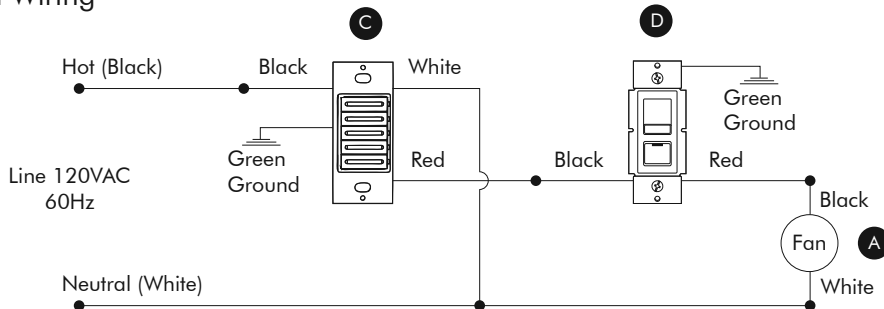 Wiring
C
D
Hot (Black)
Black
White
Green
Ground
Green
Ground
Line 120VAC
60Hz
Red
Black
Red
Black
Fan
A
Neutral (White)
White